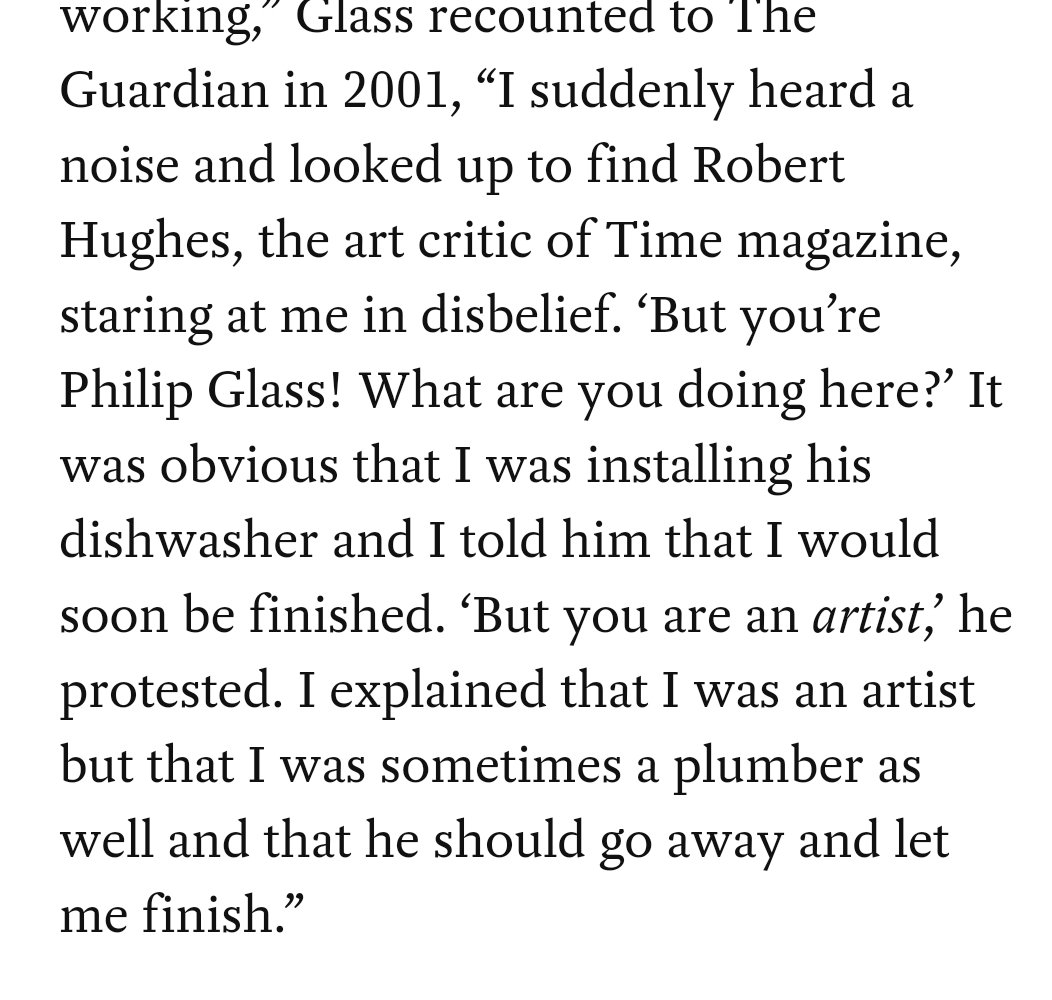 working,” Glass recounted to The
Guardian in 2001, “I suddenly heard a
noise and looked up to find Robert
Hughes, the art critic of Time magazine,
staring at me in disbelief. ‘But you’re
Philip Glass! What are you doing here?’ It
was obvious that I was installing his
dishwasher and I told him that I would
soon be finished. ‘But you are an artist,’ he
protested. I explained that I was an artist
but that I was sometimes a plumber as
well and that he should go away and let
me finish.”